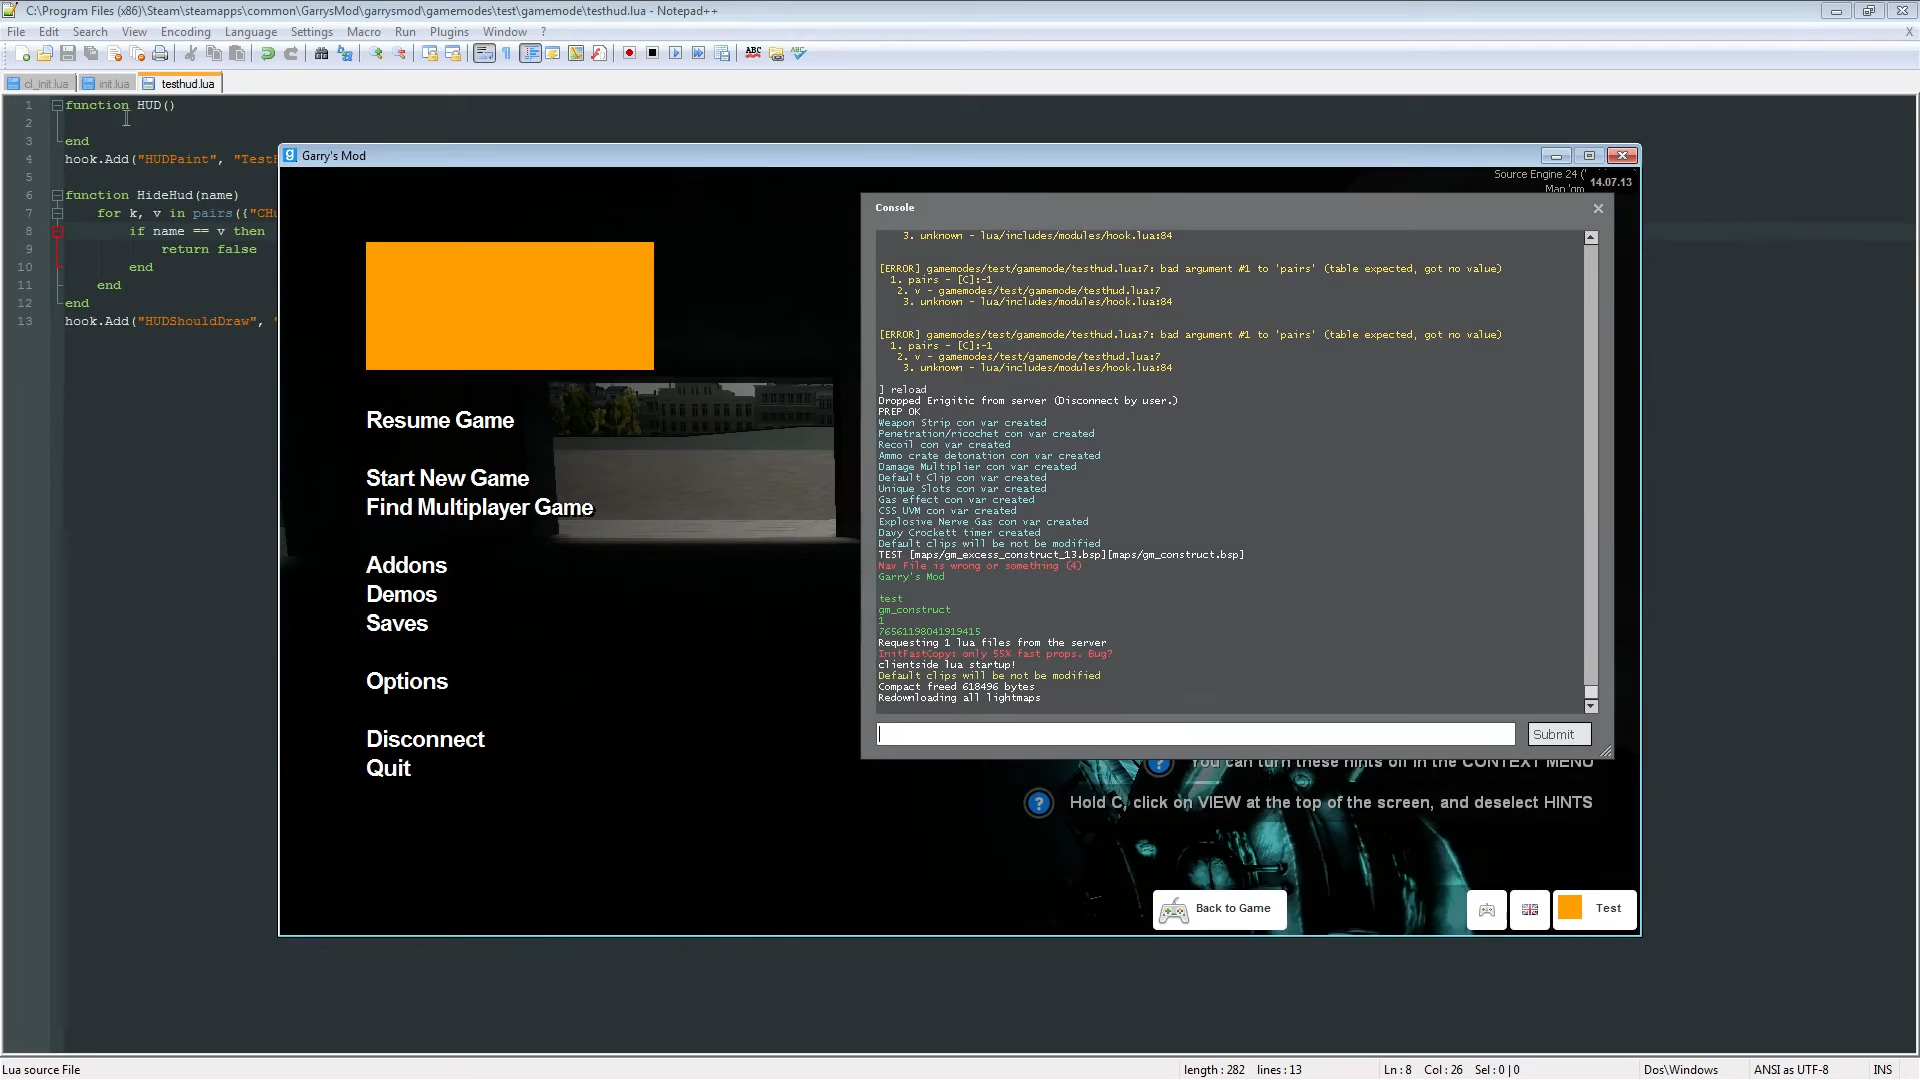 C:\Program Files (x86)\Steam\steamapps\common\GarrysMod\garrysmod\gamemodes\test\gamemode\testhud.lua - Notepad++
File Edit Search View Encoding Language Settings Macro Run Plugins Window ? X
cl_init.lua init.lua testhud.lua
1 function HUD()
2
3 end
4 hook.Add("HUDPaint", "Test
5
6 function HideHud(name)
7 for k, v in pairs({"CHu
8 if name == v then
9 return false
10 end
11 end
12 end
13 hook.Add("HUDShouldDraw", "
Garry's Mod
Source Engine 24 ('
14.07.13
Map 'gm
Resume Game
Start New Game
Find Multiplayer Game
Addons
Demos
Saves
Options
Disconnect
Quit
Console
3. unknown - lua/includes/modules/hook.lua:84
[ERROR] gamemodes/test/gamemode/testhud.lua:7: bad argument #1 to 'pairs' (table expected, got no value)
1. pairs - [C]:-1
2. v - gamemodes/test/gamemode/testhud.lua:7
3. unknown - lua/includes/modules/hook.lua:84
[ERROR] gamemodes/test/gamemode/testhud.lua:7: bad argument #1 to 'pairs' (table expected, got no value)
1. pairs - [C]:-1
2. v - gamemodes/test/gamemode/testhud.lua:7
3. unknown - lua/includes/modules/hook.lua:84
] reload
Dropped Erigitic from server (Disconnect by user.)
PREP OK
Weapon Strip con var created
Penetration/ricochet con var created
Recoil con var created
Ammo crate detonation con var created
Damage Multiplier con var created
Default Clip con var created
Unique Slots con var created
Gas effect con var created
CSS UVM con var created
Explosive Nerve Gas con var created
Davy Crockett timer created
Default clips will be not be modified
TEST [maps/gm_excess_construct_13.bsp][maps/gm_construct.bsp]
Nav File is wrong or something (4)
Garry's Mod
test
gm_construct
1
76561198041919415
Requesting 1 lua files from the server
InitFastCopy: only 55% fast props. Bug?
clientside lua startup!
Default clips will be not be modified
Compact freed 618496 bytes
Redownloading all lightmaps
Submit
You can turn these hints off in the CONTEXT MENU
Hold C, click on VIEW at the top of the screen, and deselect HINTS
Back to Game
Test
Lua source File
length : 282 lines : 13
Ln : 8 Col : 26 Sel : 0 | 0
Dos\Windows
ANSI as UTF-8
INS